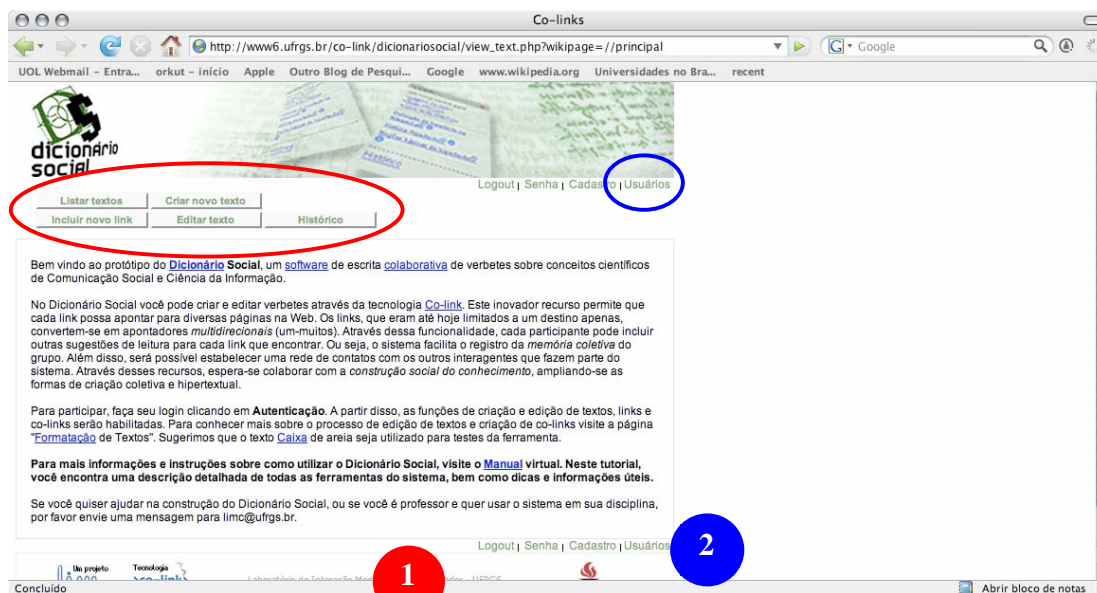 Co-links
http://www6.ufrgs.br/co-link/dicionariosocial/view_text.php?wikipage=//principal
Google
UOL Webmail – Entra... orkut – início Apple Outro Blog de Pesqui... Google www.wikipedia.org Universidades no Bra... recent
dicionário
social
Histórico
Logout | Senha | Cadastro | Usuários
Listar textos Criar novo texto
Incluir novo link Editar texto Histórico
Bem vindo ao protótipo do Dicionário Social, um software de escrita colaborativa de verbetes sobre conceitos científicos
de Comunicação Social e Ciência da Informação.
No Dicionário Social você pode criar e editar verbetes através da tecnologia Co-link. Este inovador recurso permite que
cada link possa apontar para diversas páginas na Web. Os links, que eram até hoje limitados a um destino apenas,
convertem-se em apontadores multidirecionais (um-muitos). Através dessa funcionalidade, cada participante pode incluir
outras sugestões de leitura para cada link que encontrar. Ou seja, o sistema facilita o registro da memória coletiva do
grupo. Além disso, será possível estabelecer uma rede de contatos com os outros interagentes que fazem parte do
sistema. Através desses recursos, espera-se colaborar com a construção social do conhecimento, ampliando-se as
formas de criação coletiva e hipertextual.
Para participar, faça seu login clicando em Autenticação. A partir disso, as funções de criação e edição de textos, links e
co-links serão habilitadas. Para conhecer mais sobre o processo de edição de textos e criação de co-links visite a página
"Formatação de Textos". Sugerimos que o texto Caixa de areia seja utilizado para testes da ferramenta.
Para mais informações e instruções sobre como utilizar o Dicionário Social, visite o Manual virtual. Neste tutorial,
você encontra uma descrição detalhada de todas as ferramentas do sistema, bem como dicas e informações úteis.
Se você quiser ajudar na construção do Dicionário Social, ou se você é professor e quer usar o sistema em sua disciplina,
por favor envie uma mensagem para limc@ufrgs.br.
Logout | Senha | Cadastro | Usuários
2
1
Um projeto Tecnologia
co-link
Laboratório de Interação - UFRGS
Concluído Abrir bloco de notas